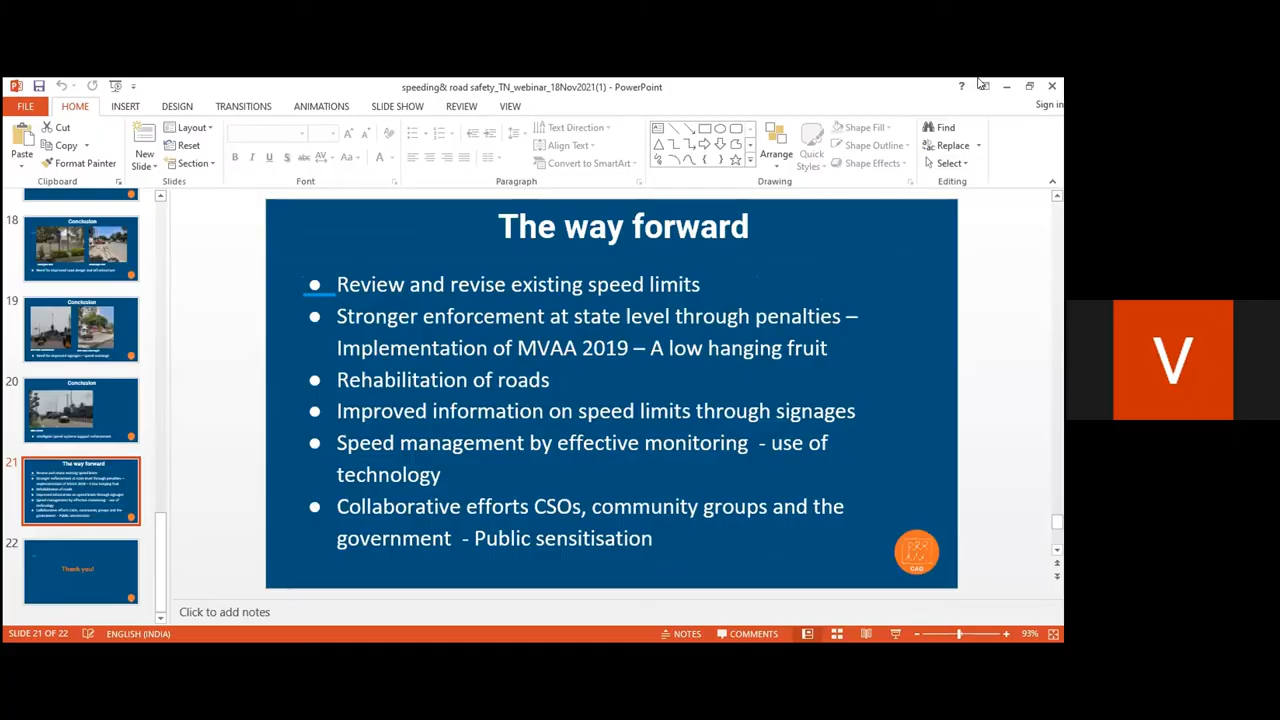 speeding& road safety_TN_webinar_18Nov2021(1) - PowerPoint
?
Sign in
FILE HOME INSERT DESIGN TRANSITIONS ANIMATIONS SLIDE SHOW REVIEW VIEW
Cut
Copy
Format Painter
Paste
Clipboard
New
Slide
Layout
Reset
Section
Slides
B I U S abc AV Aa A
Font
Text Direction
Align Text
Convert to SmartArt
Paragraph
Arrange
Quick
Styles
Shape Fill
Shape Outline
Shape Effects
Drawing
Find
Replace
Select
Editing
18
Conclusion
19
Conclusion
20
Conclusion
21
The way forward
22
Thank you!
The way forward
● Review and revise existing speed limits
● Stronger enforcement at state level through penalties –
Implementation of MVAA 2019 – A low hanging fruit
● Rehabilitation of roads
● Improved information on speed limits through signages
● Speed management by effective monitoring - use of
technology
● Collaborative efforts CSOs, community groups and the
government - Public sensitisation
CAG
Click to add notes
SLIDE 21 OF 22 ENGLISH (INDIA) NOTES COMMENTS 93%
V